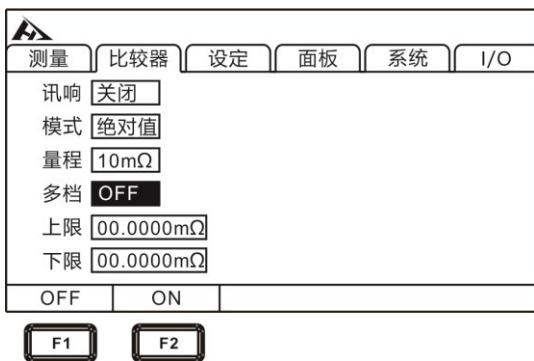 测量 比较器 设定 面板 系统 I/O
讯响 关闭
模式 绝对值
量程 10mΩ
多档 OFF
上限 00.0000mΩ
下限 00.0000mΩ
OFF ON
F1 F2